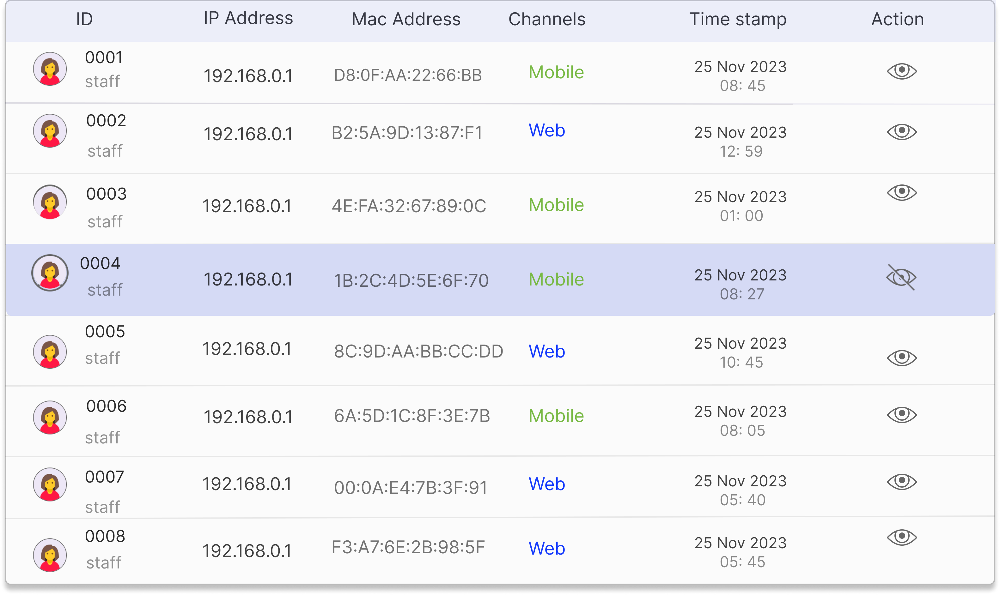 ID IP Address Mac Address Channels Time stamp Action
0001
staff
192.168.0.1
D8:0F:AA:22:66:BB
Mobile
25 Nov 2023
08: 45
0002
staff
192.168.0.1
B2:5A:9D:13:87:F1
Web
25 Nov 2023
12: 59
0003
staff
192.168.0.1
4E:FA:32:67:89:0C
Mobile
25 Nov 2023
01: 00
0004
staff
192.168.0.1
1B:2C:4D:5E:6F:70
Mobile
25 Nov 2023
08: 27
0005
staff
192.168.0.1
8C:9D:AA:BB:CC:DD
Web
25 Nov 2023
10: 45
0006
staff
192.168.0.1
6A:5D:1C:8F:3E:7B
Mobile
25 Nov 2023
08: 05
0007
staff
192.168.0.1
00:0A:E4:7B:3F:91
Web
25 Nov 2023
05: 40
0008
staff
192.168.0.1
F3:A7:6E:2B:98:5F
Web
25 Nov 2023
05: 45